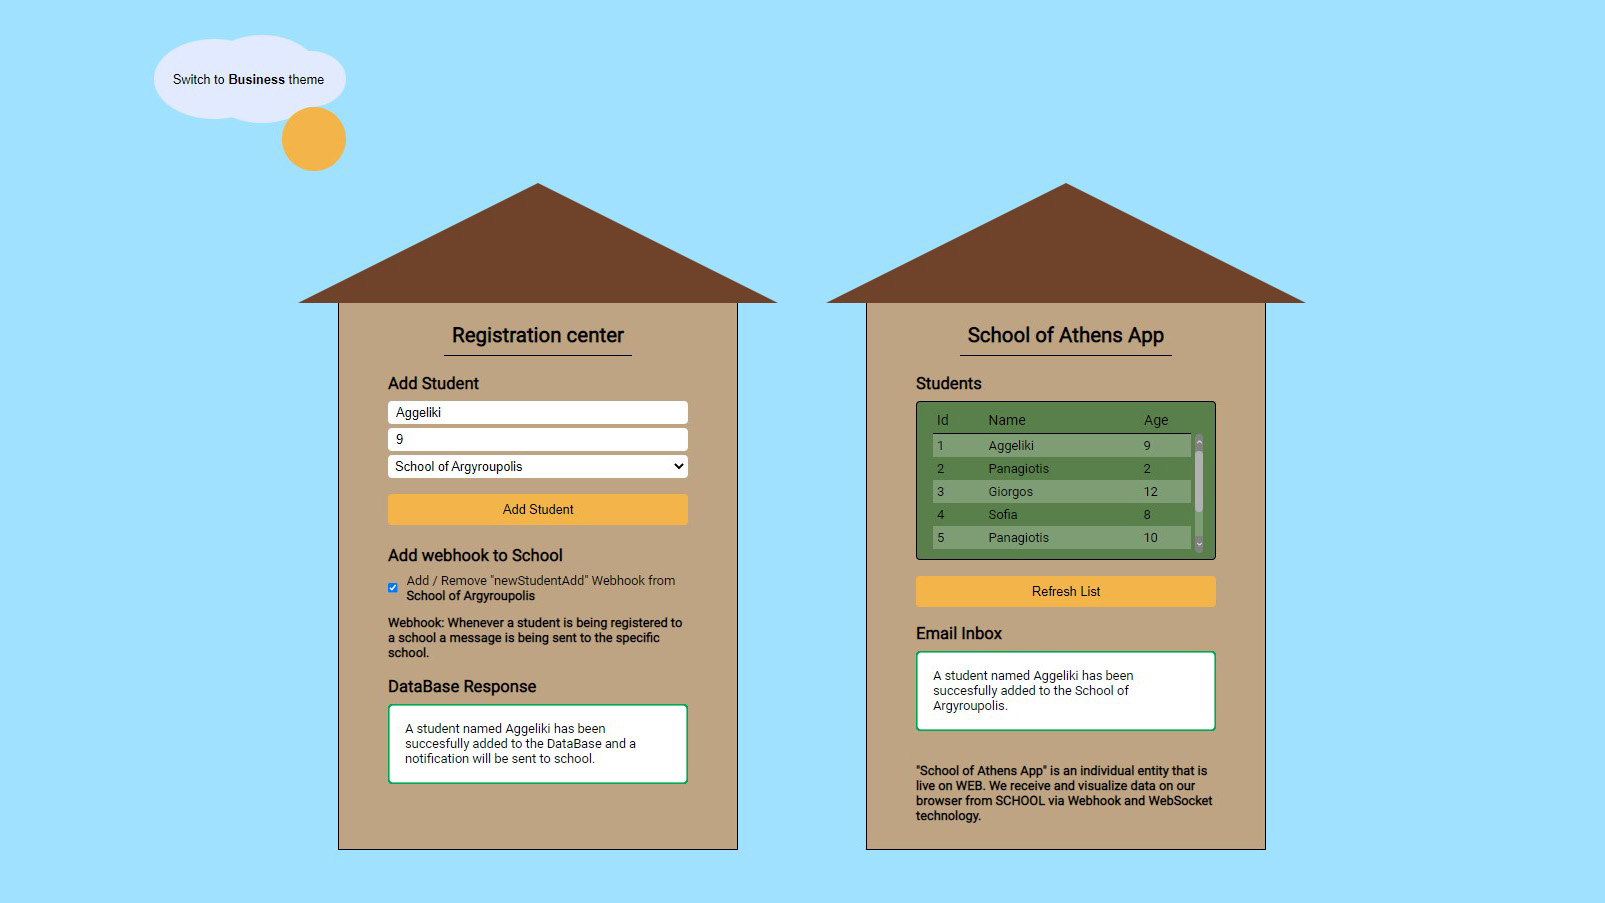 Switch to Business theme
Registration center
Add Student
Aggeliki
9
School of Argyroupolis
Add Student
Add webhook to School
Add / Remove "newStudentAdd" Webhook from
School of Argyroupolis
Webhook: Whenever a student is being registered to
a school a message is being sent to the specific
school.
DataBase Response
A student named Aggeliki has been
succesfully added to the DataBase and a
notification will be sent to school.
School of Athens App
Students
Id Name Age
1 Aggeliki 9
2 Panagiotis 2
3 Giorgos 12
4 Sofia 8
5 Panagiotis 10
Refresh List
Email Inbox
A student named Aggeliki has been
succesfully added to the School of
Argyroupolis.
"School of Athens App" is an individual entity that is
live on WEB. We receive and visualize data on our
browser from SCHOOL via Webhook and WebSocket
technology.